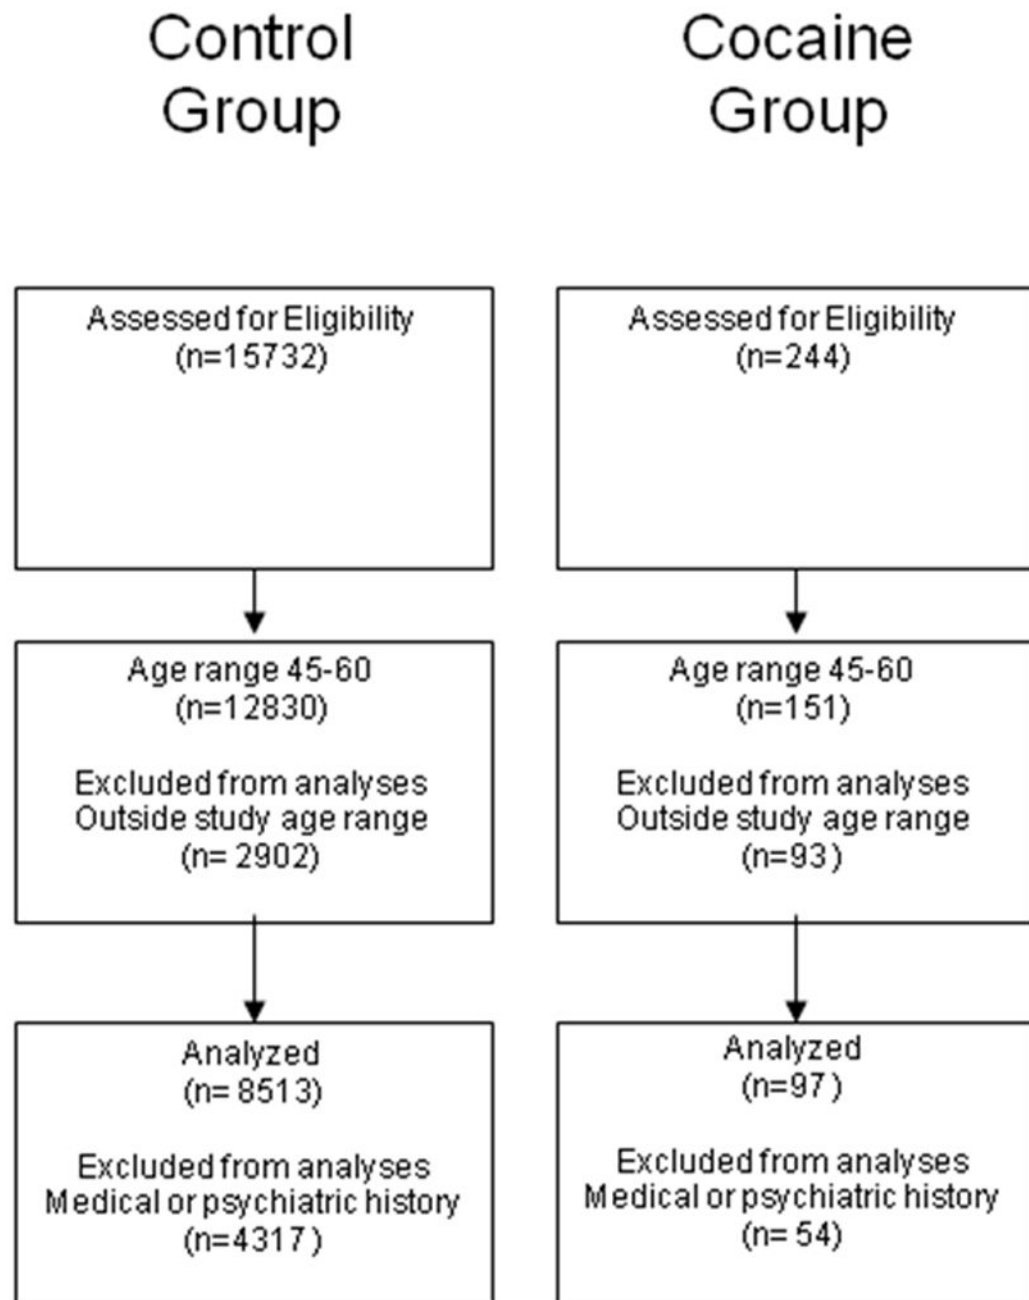 Control
Group
Cocaine
Group
Assessed for Eligibility
(n=15732)
Assessed for Eligibility
(n=244)
Age range 45-60
(n=12830)
Excluded from analyses
Outside study age range
(n= 2902)
Age range 45-60
(n=151)
Excluded from analyses
Outside study age range
(n=93)
Analyzed
(n= 8513)
Excluded from analyses
Medical or psychiatric history
(n=4317 )
Analyzed
(n=97 )
Excluded from analyses
Medical or psychiatric history
(n= 54)